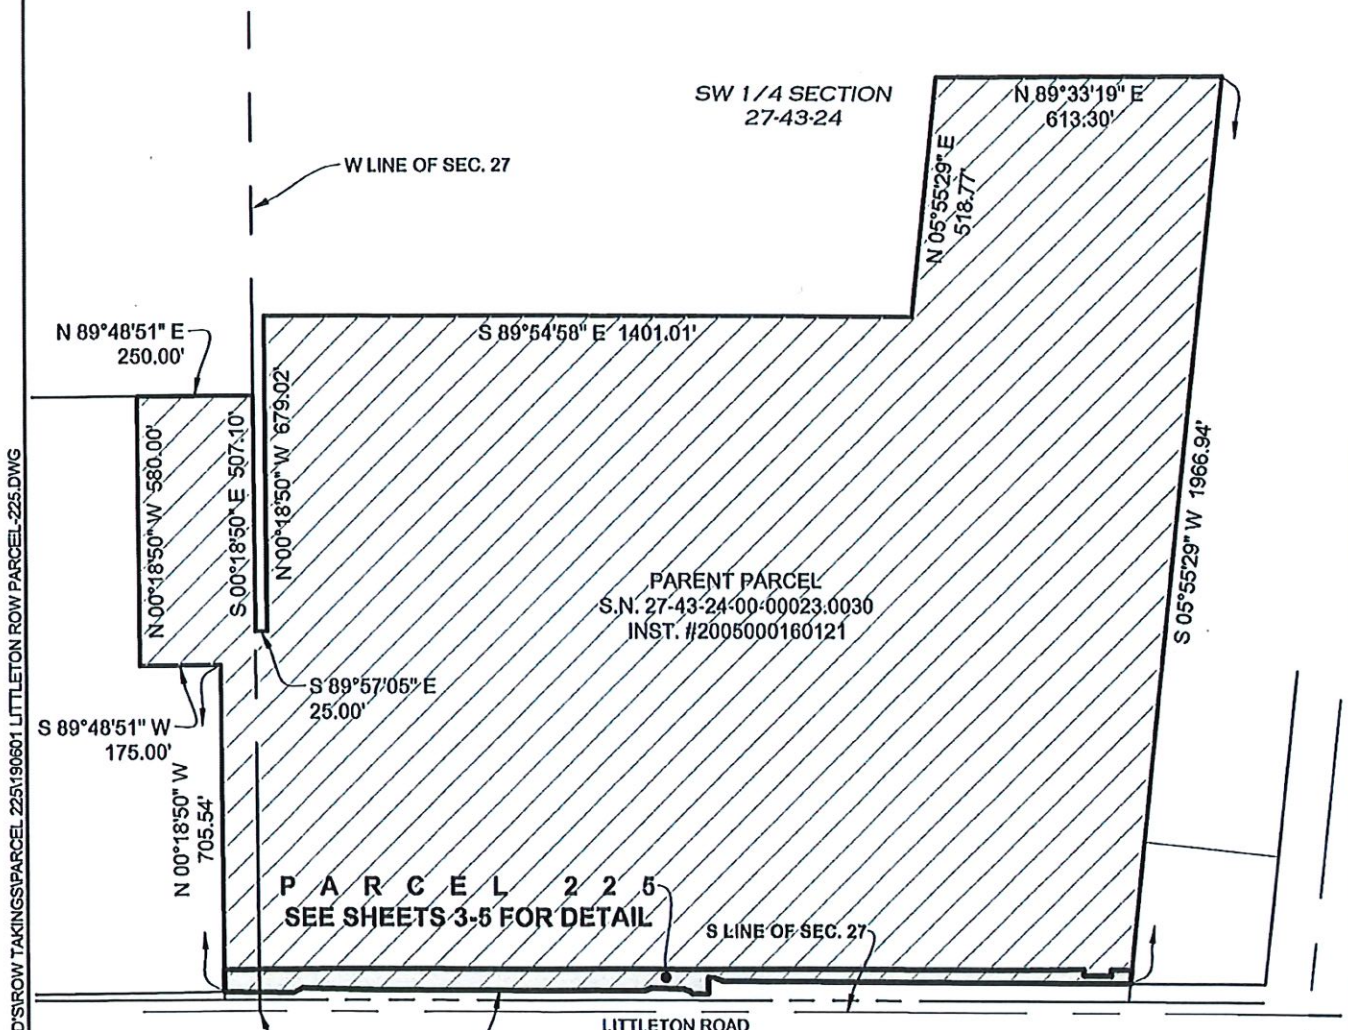 SW 1/4 SECTION
27-43-24
N 89°33'19" E
613.30'
W LINE OF SEC. 27
N 05°55'29" E
518.77'
N 89°48'51" E
250.00'
S 89°54'58" E 1401.01'
N 00°18'50" W 580.00'
S 00°18'50" E 507.10'
N 00°18'50" W 679.02'
S 05°55'29" W 1966.94'
PARENT PARCEL
S.N. 27-43-24-00-00023.0030
INST. #2005000160121
S 89°57'05" E
25.00'
S 89°48'51" W
175.00'
N 00°18'50" W
705.54'
PARCEL 225
SEE SHEETS 3-5 FOR DETAIL
S LINE OF SEC. 27
LITTLETON ROAD
D'S\ROW TAKINGS\PARCEL 225\190601 LITTLETON ROW PARCEL-225.DWG